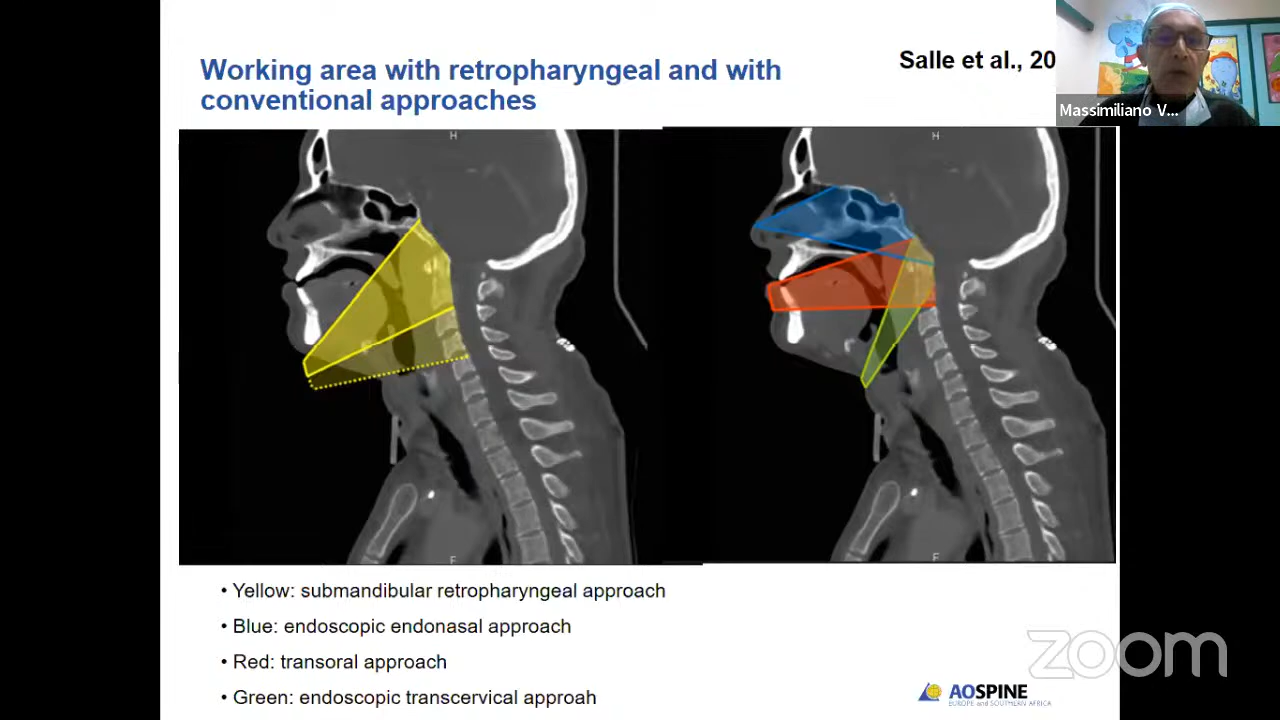 Working area with retropharyngeal and with
conventional approaches
Salle et al., 20
Massimiliano V...
H
H
F
F
• Yellow: submandibular retropharyngeal approach
• Blue: endoscopic endonasal approach
• Red: transoral approach
• Green: endoscopic transcervical approah
zoom
AOSPINE
EUROPE and SOUTHERN AFRICA